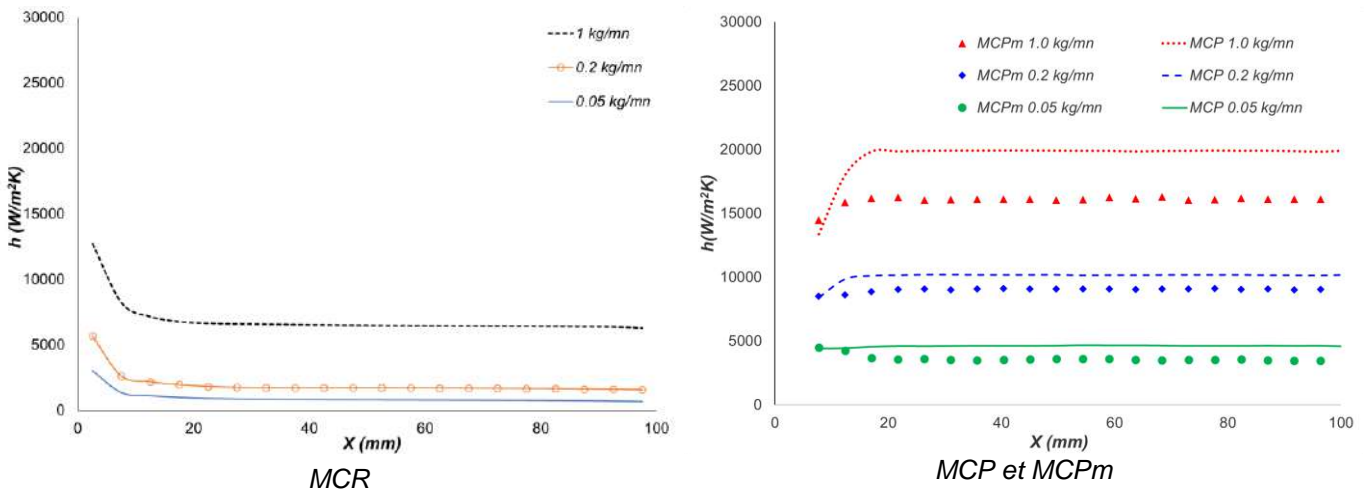 30000
25000
20000
15000
10000
5000
0
h (W/m²K)
1 kg/mn
0.2 kg/mn
0.05 kg/mn
0 20 40 60 80 100
X (mm)
MCR
30000
25000
20000
15000
10000
5000
0
h(W/m²K)
MCPm 1.0 kg/mn MCP 1.0 kg/mn
MCPm 0.2 kg/mn MCP 0.2 kg/mn
MCPm 0.05 kg/mn MCP 0.05 kg/mn
0 20 40 60 80 100
X (mm)
MCP et MCPm